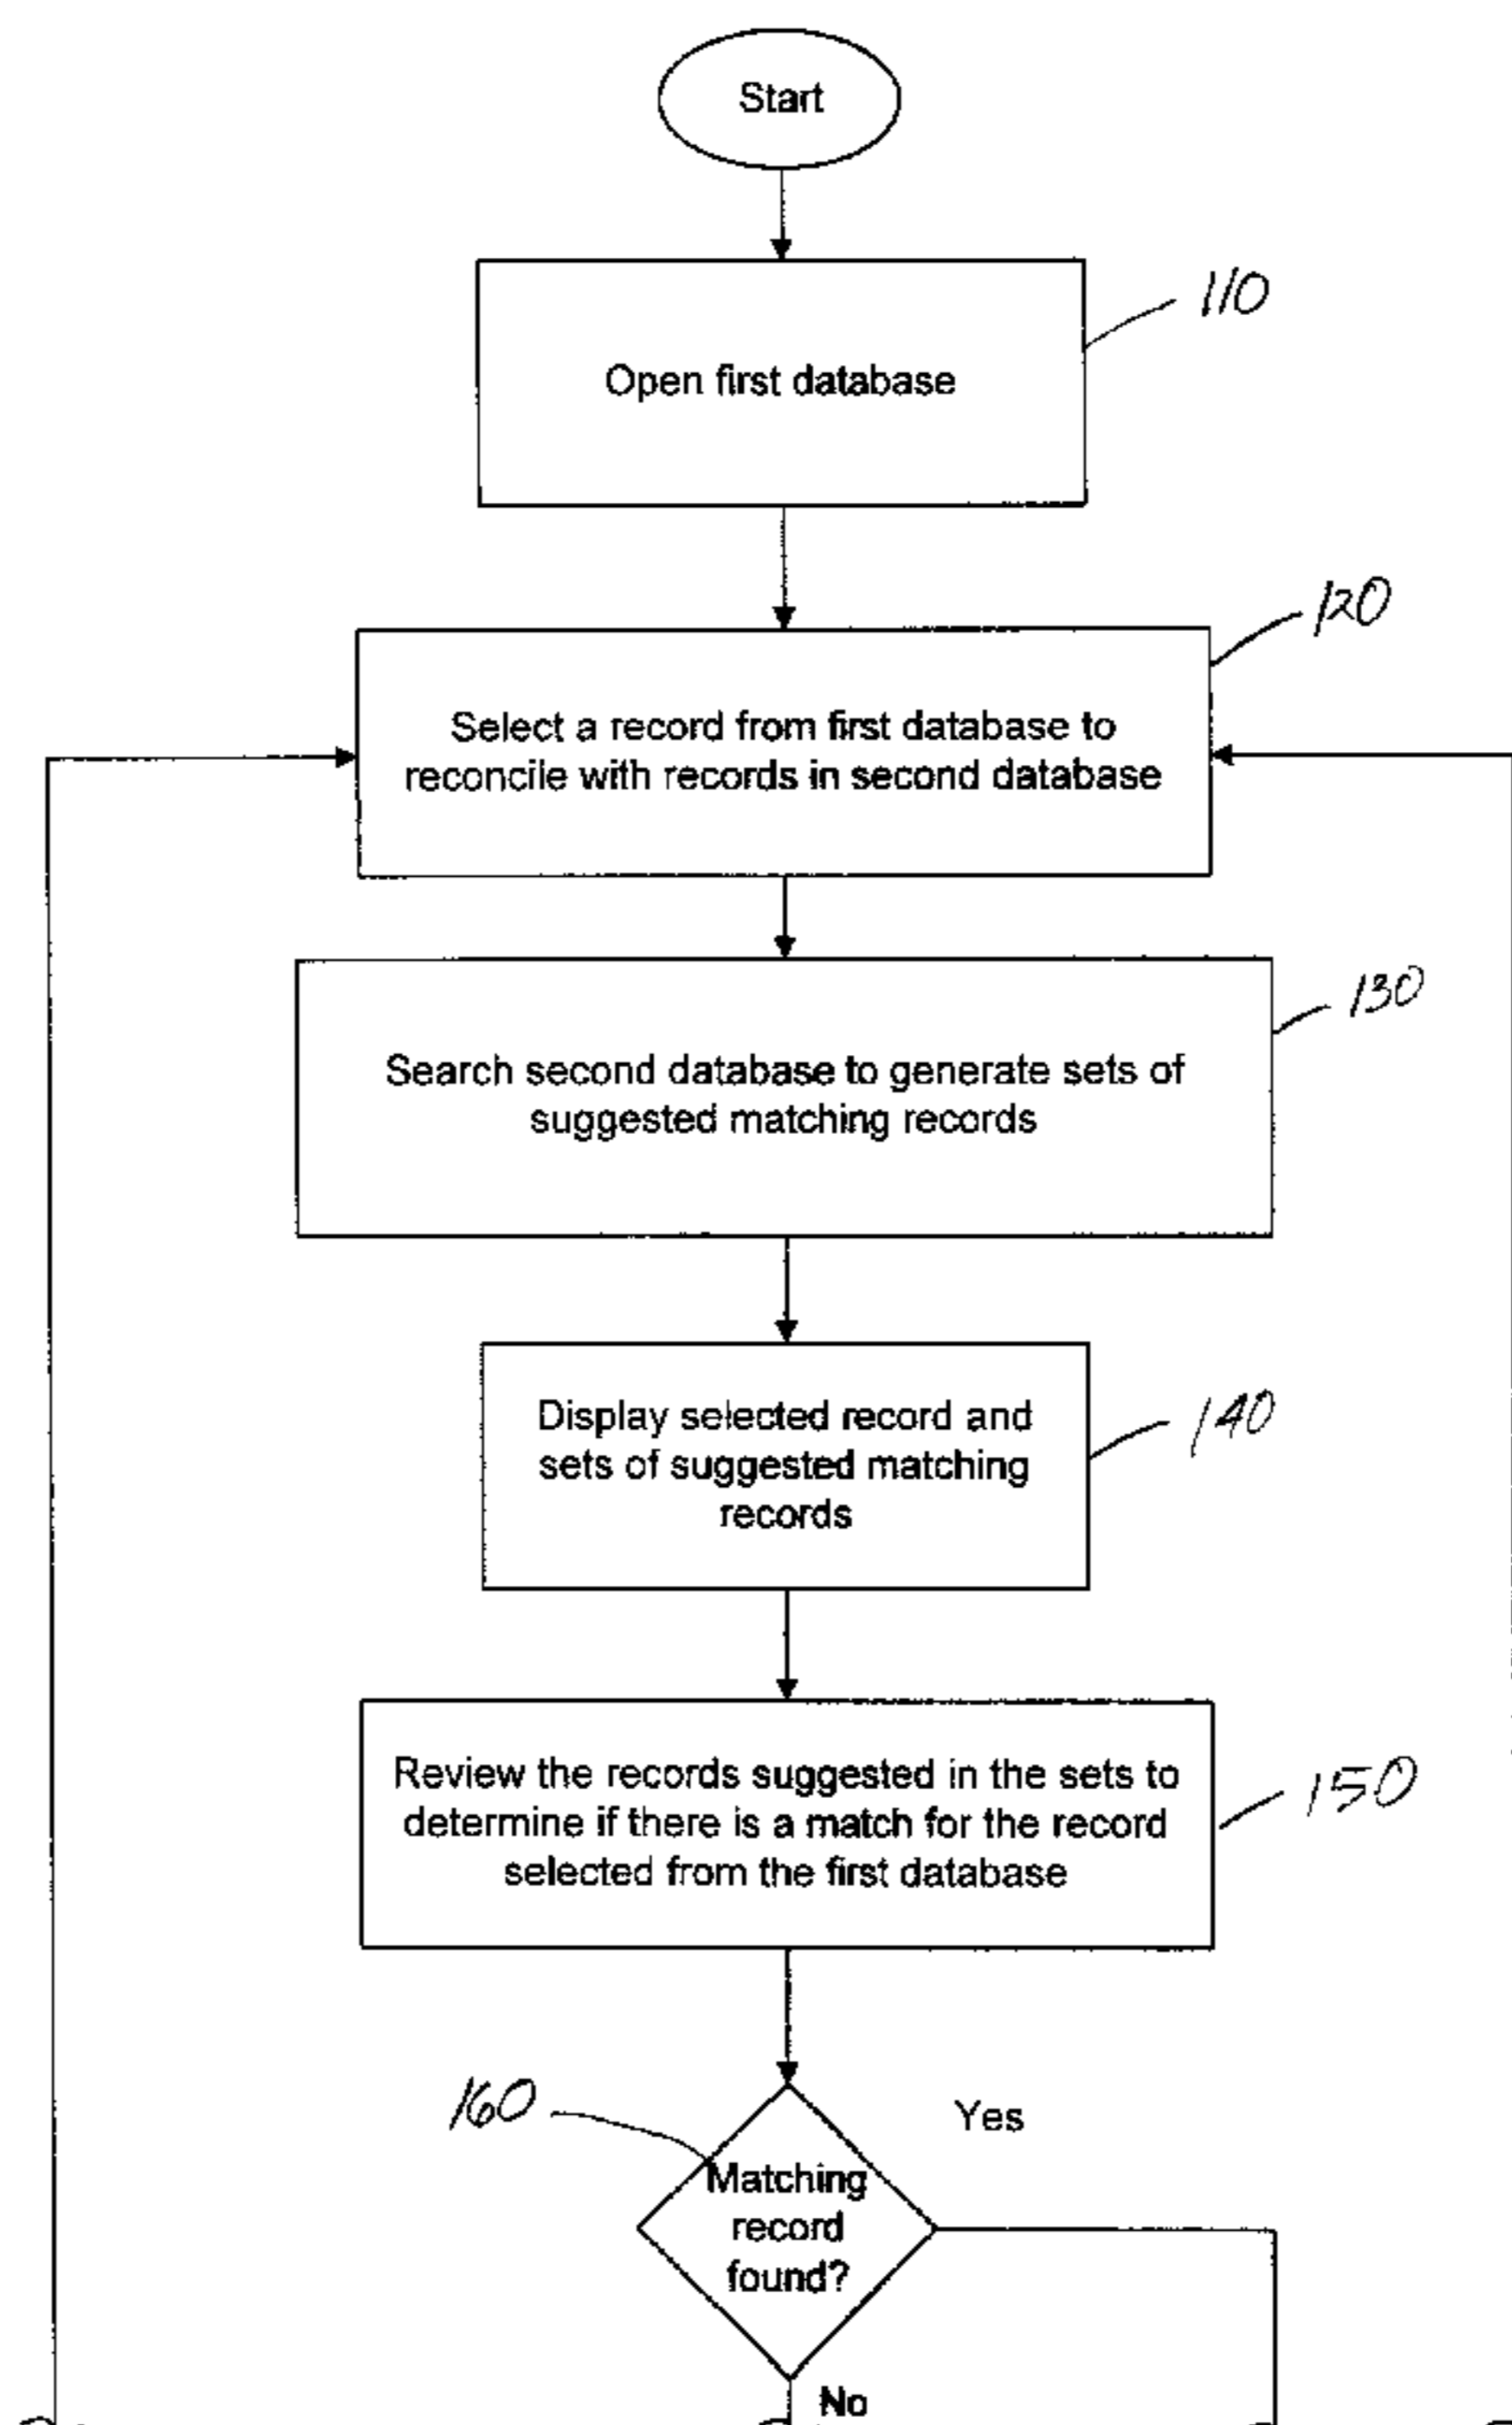 Start
110
Open first database
120
Select a record from first database to
reconcile with records in second database
130
Search second database to generate sets of
suggested matching records
140
Display selected record and
sets of suggested matching
records
150
Review the records suggested in the sets to
determine if there is a match for the record
selected from the first database
160
Yes
Matching
record
found?
No